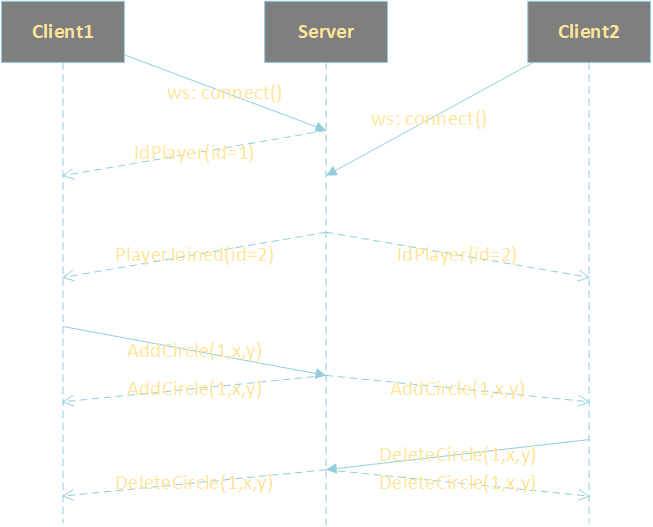 Client1
Server
Client2
ws: connect()
ws: connect()
IdPlayer(id=1)
PlayerJoined(id=2)
IdPlayer(id=2)
AddCircle(1,x,y)
AddCircle(1,x,y)
AddCircle(1,x,y)
DeleteCircle(1,x,y)
DeleteCircle(1,x,y)
DeleteCircle(1,x,y)